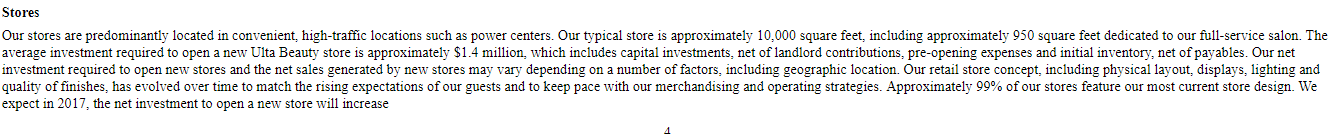 Stores
Our stores are predominantly located in convenient, high-traffic locations such as power centers. Our typical store is approximately 10,000 square feet, including approximately 950 square feet dedicated to our full-service salon. The
average investment required to open a new Ulta Beauty store is approximately $1.4 million, which includes capital investments, net of landlord contributions, pre-opening expenses and initial inventory, net of payables. Our net
investment required to open new stores and the net sales generated by new stores may vary depending on a number of factors, including geographic location. Our retail store concept, including physical layout, displays, lighting and
quality of finishes, has evolved over time to match the rising expectations of our guests and to keep pace with our merchandising and operating strategies. Approximately 99% of our stores feature our most current store design. We
expect in 2017, the net investment to open a new store will increase
4